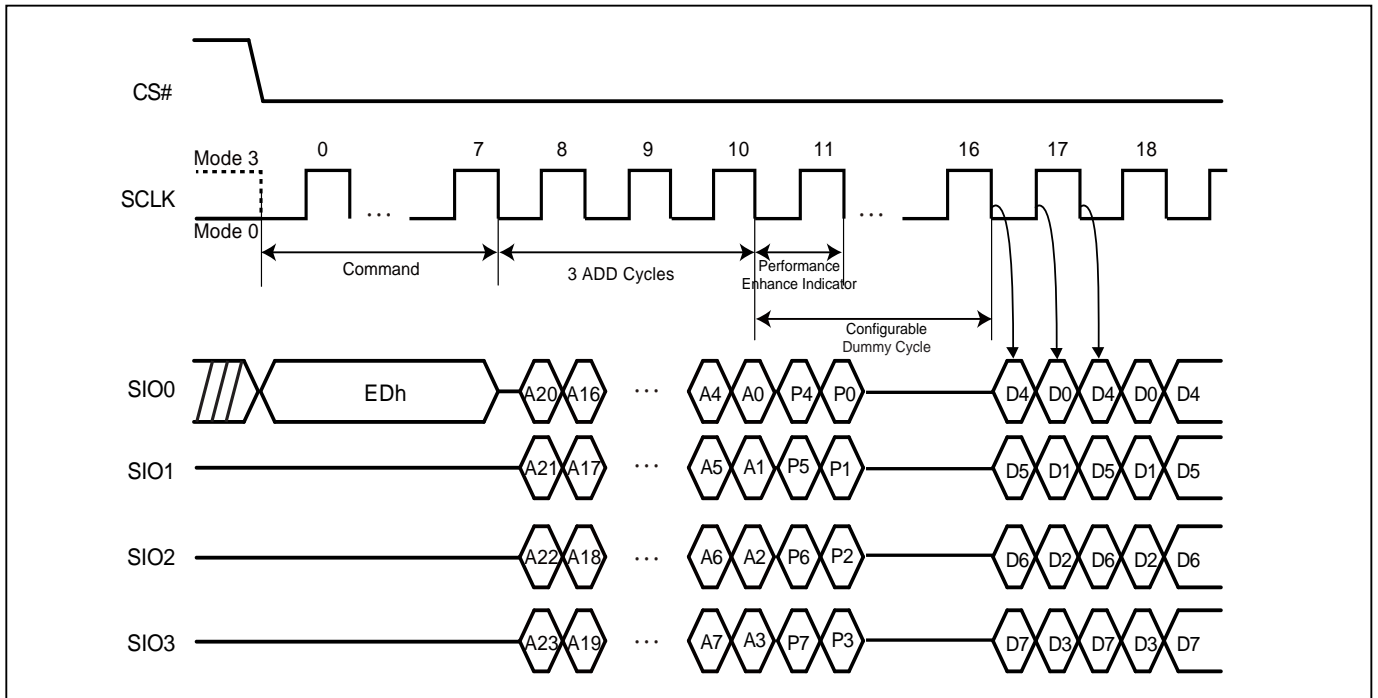 CS#
0 7 8 9 10 11 16 17 18
Mode 3
SCLK
...
...
Mode 0
Command
3 ADD Cycles
Performance
Enhance Indicator
Configurable
Dummy Cycle
SIO0 EDh A20 A16 ... A4 A0 P4 P0 D4 D0 D4 D0 D4
SIO1 A21 A17 ... A5 A1 P5 P1 D5 D1 D5 D1 D5
SIO2 A22 A18 ... A6 A2 P6 P2 D6 D2 D6 D2 D6
SIO3 A23 A19 ... A7 A3 P7 P3 D7 D3 D7 D3 D7